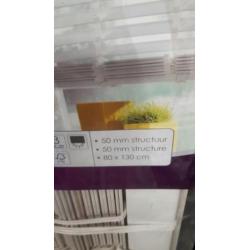 • 50 mm structuur
• 50 mm structure
• 80 x 130 cm